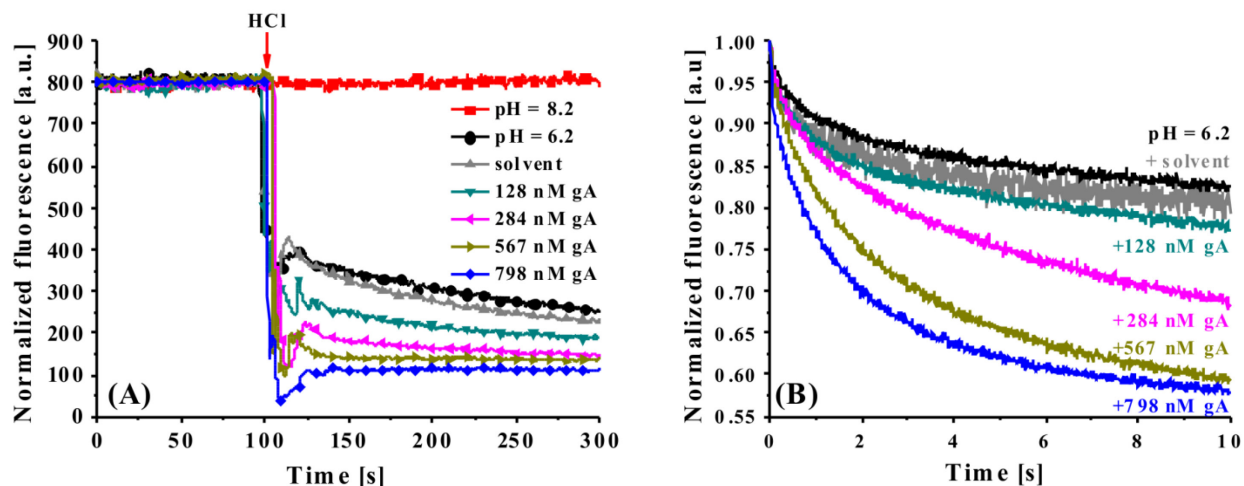 HCl
Normalized fluorescence [a.u.]
900
800
700
600
500
400
300
200
100
0
pH = 8.2
pH = 6.2
solvent
128 nM gA
284 nM gA
567 nM gA
798 nM gA
(A)
0
50
100
150
200
250
300
Time [s]
Normalized fluorescence [a.u]
1.00
0.95
0.90
0.85
0.80
0.75
0.70
0.65
0.60
0.55
pH = 6.2
+ solvent
+128 nM gA
+284 nM gA
+567 nM gA
+798 nM gA
(B)
0
2
4
6
8
10
Time [s]